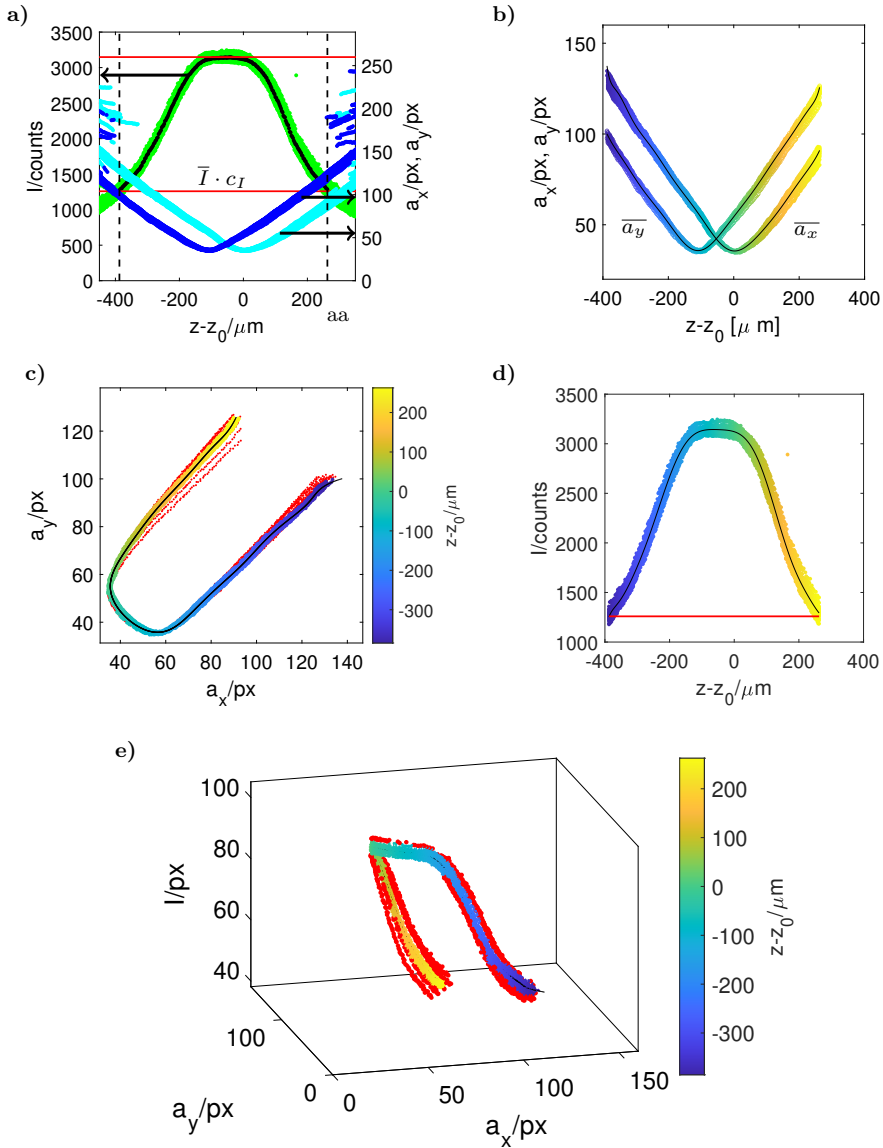 a)
I/counts
3500
3000
2500
2000
1500
1000
500
0
250
200
150
100
50
0
a_x/px, a_y/px
\overline{I} · c_I
-400 -200 0 200
z-z_0/μm
aa
b)
a_x/px, a_y/px
150
100
50
\overline{a_y}
\overline{a_x}
-400 -200 0 200 400
z-z_0 [μ m]
c)
a_y/px
120
100
80
60
40
40 60 80 100 120 140
a_x/px
200
100
0
-100
-200
-300
z-z_0/μm
d)
I/counts
3500
3000
2500
2000
1500
1000
-400 -200 0 200 400
z-z_0/μm
e)
I/px
100
80
60
40
100
0
a_y/px
0 50 100 150
a_x/px
200
100
0
-100
-200
-300
z-z_0/μm